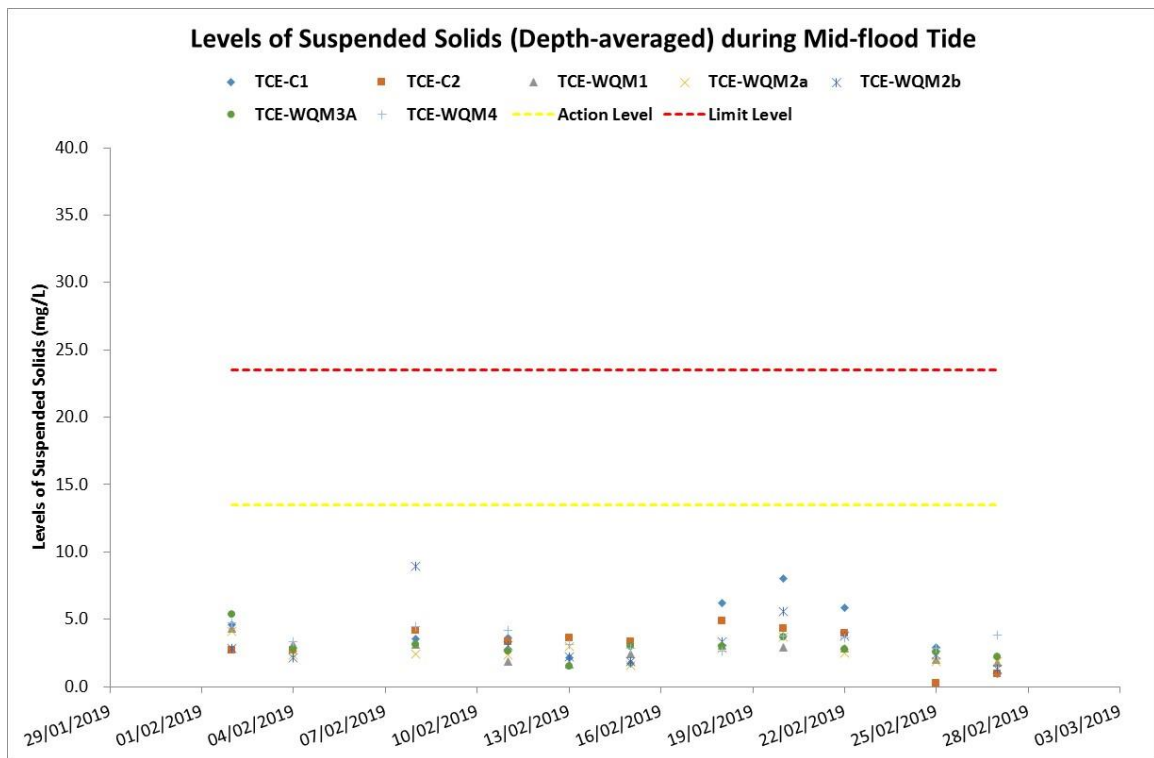 Levels of Suspended Solids (Depth-averaged) during Mid-flood Tide
TCE-C1 TCE-C2 TCE-WQM1 TCE-WQM2a TCE-WQM2b
TCE-WQM3A TCE-WQM4 Action Level Limit Level
Levels of Suspended Solids (mg/L)
40.0
35.0
30.0
25.0
20.0
15.0
10.0
5.0
0.0
29/01/2019 01/02/2019 04/02/2019 07/02/2019 10/02/2019 13/02/2019 16/02/2019 19/02/2019 22/02/2019 25/02/2019 28/02/2019 03/03/2019